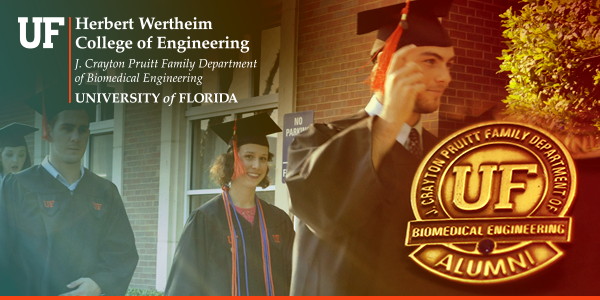 UF
Herbert Wertheim
College of Engineering
J. Crayton Pruitt Family Department
of Biomedical Engineering
UNIVERSITY of FLORIDA
NO
PARKING
J. CRAYTON PRUITT FAMILY DEPARTMENT OF
UF
BIOMEDICAL ENGINEERING
ALUMNI